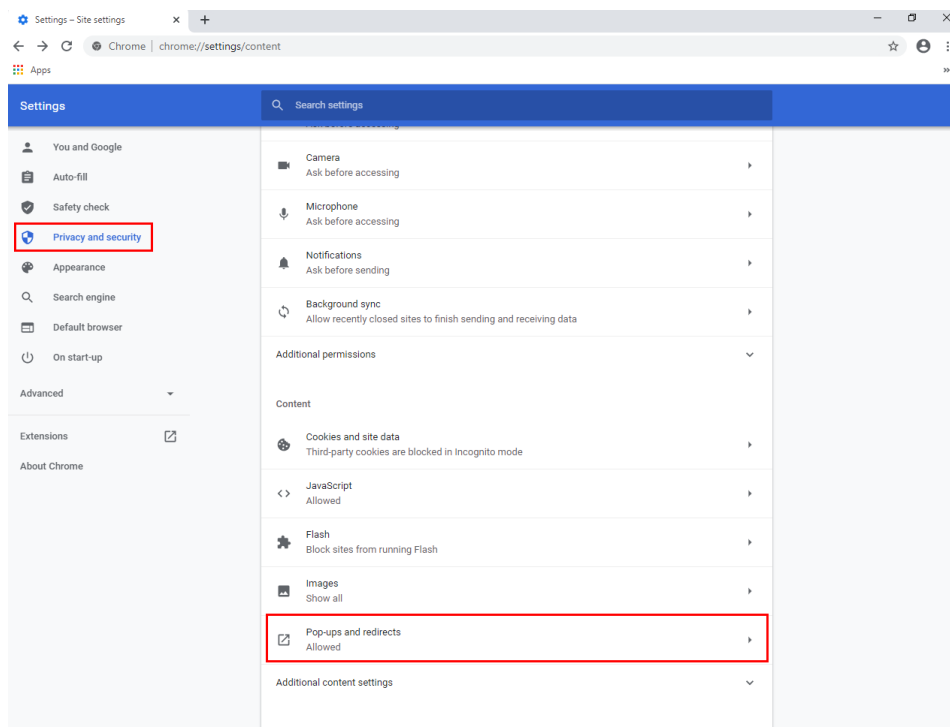 Settings – Site settings
Chrome | chrome://settings/content
Apps
Settings
Search settings
You and Google
Auto-fill
Safety check
Privacy and security
Appearance
Search engine
Default browser
On start-up
Advanced
Extensions
About Chrome
Camera
Ask before accessing
Microphone
Ask before accessing
Notifications
Ask before sending
Background sync
Allow recently closed sites to finish sending and receiving data
Additional permissions
Content
Cookies and site data
Third-party cookies are blocked in Incognito mode
JavaScript
Allowed
Flash
Block sites from running Flash
Images
Show all
Pop-ups and redirects
Allowed
Additional content settings